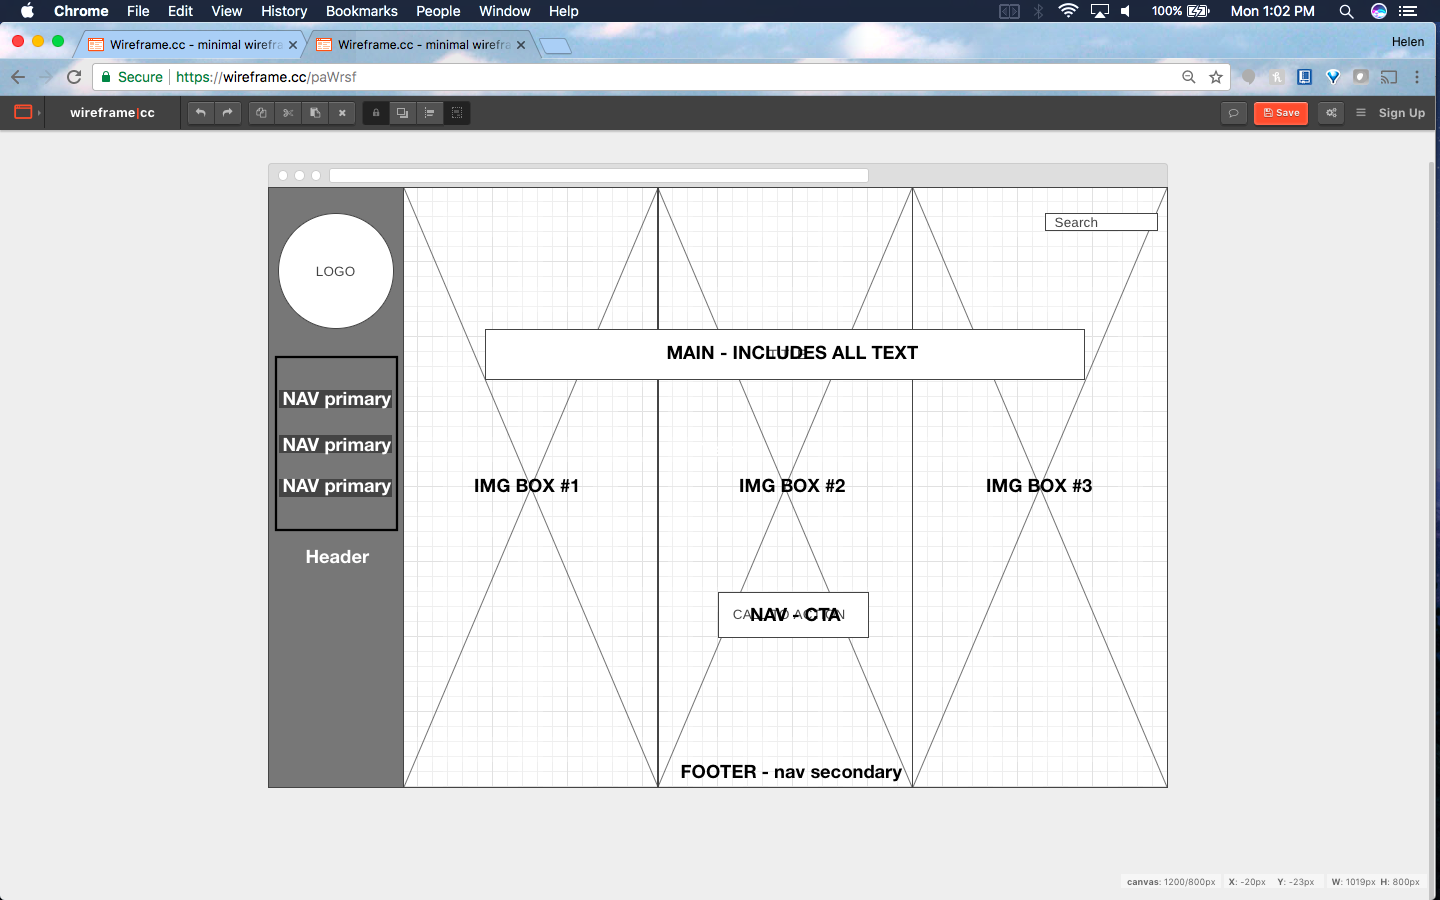 Chrome File Edit View History Bookmarks People Window Help 100% Mon 1:02 PM
Wireframe.cc - minimal wirefra Wireframe.cc - minimal wirefra Helen
Secure https://wireframe.cc/paWrsf
wireframe|cc Save Sign Up
Search
LOGO
MAIN - INCLUDES ALL TEXT
NAV primary
NAV primary
NAV primary
IMG BOX #1 IMG BOX #2 IMG BOX #3
Header
CALL TO ACTION
NAV - CTA
FOOTER - nav secondary
canvas: 1200/800px X: -20px Y: -23px W: 1019px H: 800px